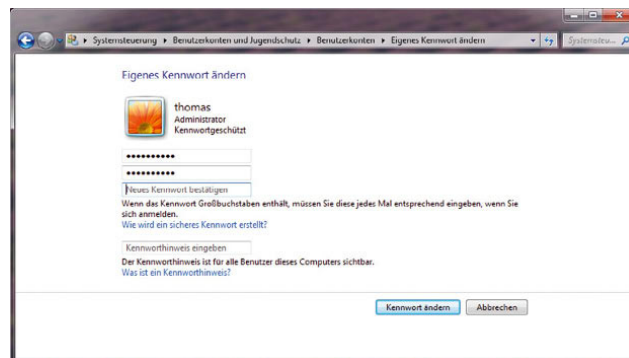 Systemsteuerung ▸ Benutzerkonten und Jugendschutz ▸ Benutzerkonten ▸ Eigenes Kennwort ändern
Systemsteu...
Eigenes Kennwort ändern
thomas
Administrator
Kennwortgeschützt
••••••••••
••••••••••
Neues Kennwort bestätigen
Wenn das Kennwort Großbuchstaben enthält, müssen Sie diese jedes Mal entsprechend eingeben, wenn Sie
sich anmelden.
Wie wird ein sicheres Kennwort erstellt?
Kennworthinweis eingeben
Der Kennworthinweis ist für alle Benutzer dieses Computers sichtbar.
Was ist ein Kennworthinweis?
Kennwort ändern
Abbrechen